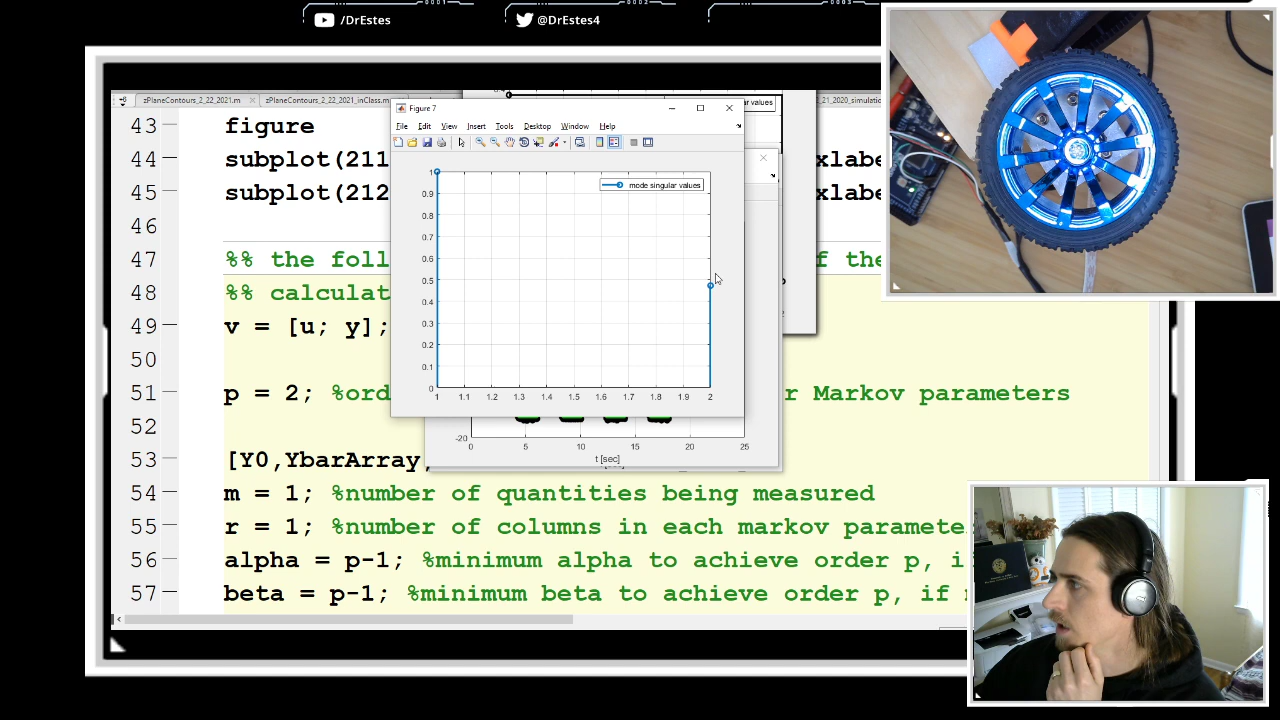 0001
0002
0003
/DrEstes
@DrEstes4
zPlaneContours_2_22_2021.m
zPlaneContours_2_22_2021_inClass.m
Figure 7
File Edit View Insert Tools Desktop Window Help
mode singular values
1
0.9
0.8
0.7
0.6
0.5
0.4
0.3
0.2
0.1
0
1 1.1 1.2 1.3 1.4 1.5 1.6 1.7 1.8 1.9 2
-20
0 5 10 15 20 25
t [sec]
43 figure
44 subplot(211
45 subplot(212
46
47 %% the foll f the
48 %% calculat
49 v = [u; y];
50
51 p = 2; %ord r Markov parameters
52
53 [Y0,YbarArray,
54 m = 1; %number of quantities being measured
55 r = 1; %number of columns in each markov paramete
56 alpha = p-1; %minimum alpha to achieve order p, i
57 beta = p-1; %minimum beta to achieve order p, if